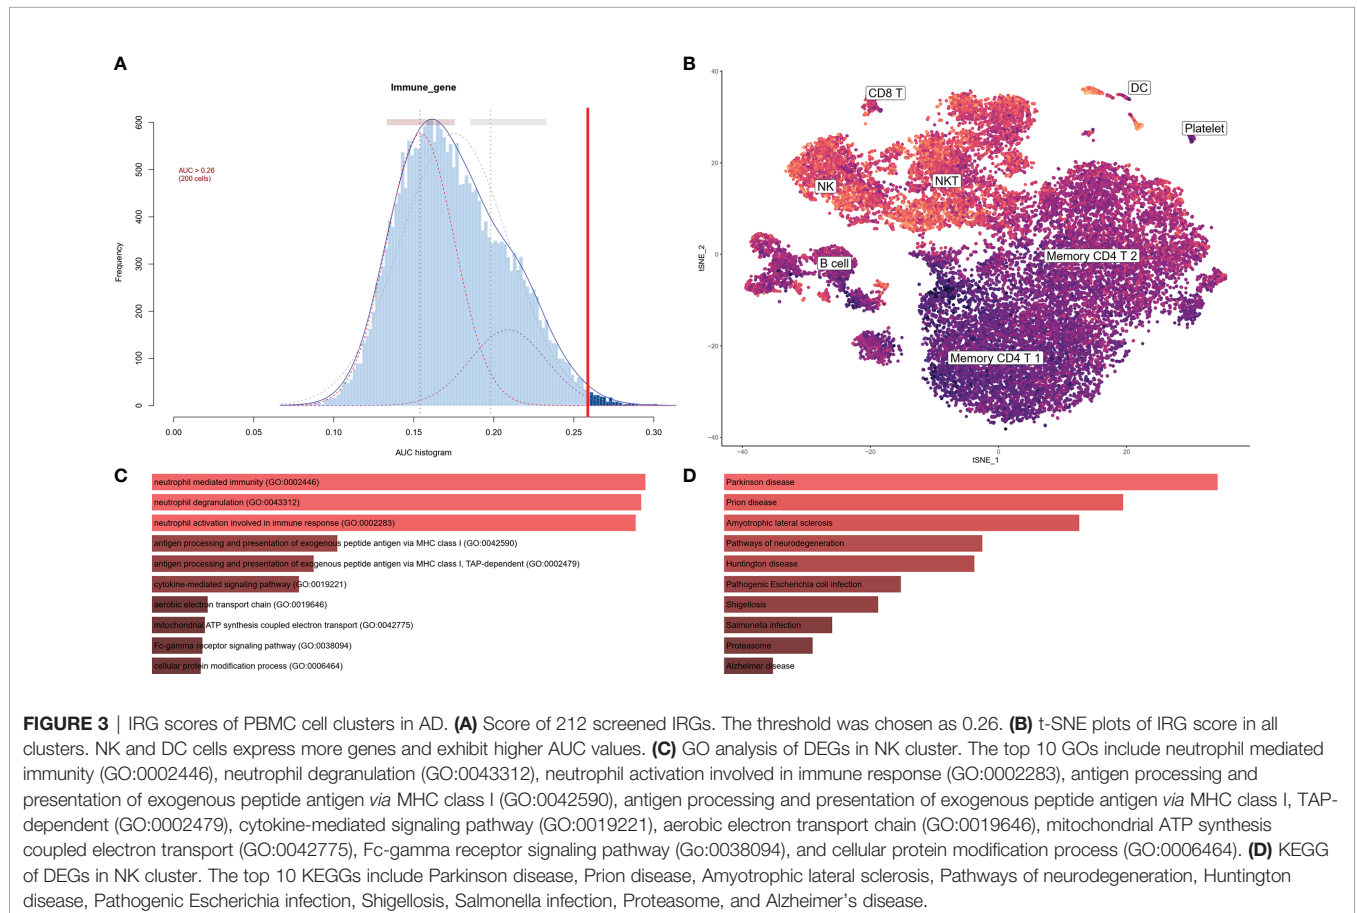 A
Immune_gene
AUC > 0.26
(200 cells)
Frequency
600
500
400
300
200
100
0
0.00 0.05 0.10 0.15 0.20 0.25 0.30
AUC histogram
B
40
20
0
−20
−40
tSNE_2
CD8 T
DC
Platelet
NK
NKT
Memory CD4 T 2
B cell
Memory CD4 T 1
−40 −20 0 20
tSNE_1
C
neutrophil mediated immunity (GO:0002446)
neutrophil degranulation (GO:0043312)
neutrophil activation involved in immune response (GO:0002283)
antigen processing and presentation of exogenous peptide antigen via MHC class I (GO:0042590)
antigen processing and presentation of exogenous peptide antigen via MHC class I, TAP-dependent (GO:0002479)
cytokine-mediated signaling pathway (GO:0019221)
aerobic electron transport chain (GO:0019646)
mitochondrial ATP synthesis coupled electron transport (GO:0042775)
Fc-gamma receptor signaling pathway (GO:0038094)
cellular protein modification process (GO:0006464)
D
Parkinson disease
Prion disease
Amyotrophic lateral sclerosis
Pathways of neurodegeneration
Huntington disease
Pathogenic Escherichia coli infection
Shigellosis
Salmonella infection
Proteasome
Alzheimer disease
FIGURE 3 | IRG scores of PBMC cell clusters in AD. (A) Score of 212 screened IRGs. The threshold was chosen as 0.26. (B) t-SNE plots of IRG score in all
clusters. NK and DC cells express more genes and exhibit higher AUC values. (C) GO analysis of DEGs in NK cluster. The top 10 GOs include neutrophil mediated
immunity (GO:0002446), neutrophil degranulation (GO:0043312), neutrophil activation involved in immune response (GO:0002283), antigen processing and
presentation of exogenous peptide antigen via MHC class I (GO:0042590), antigen processing and presentation of exogenous peptide antigen via MHC class I, TAP-
dependent (GO:0002479), cytokine-mediated signaling pathway (GO:0019221), aerobic electron transport chain (GO:0019646), mitochondrial ATP synthesis
coupled electron transport (GO:0042775), Fc-gamma receptor signaling pathway (Go:0038094), and cellular protein modification process (GO:0006464). (D) KEGG
of DEGs in NK cluster. The top 10 KEGGs include Parkinson disease, Prion disease, Amyotrophic lateral sclerosis, Pathways of neurodegeneration, Huntington
disease, Pathogenic Escherichia infection, Shigellosis, Salmonella infection, Proteasome, and Alzheimer's disease.